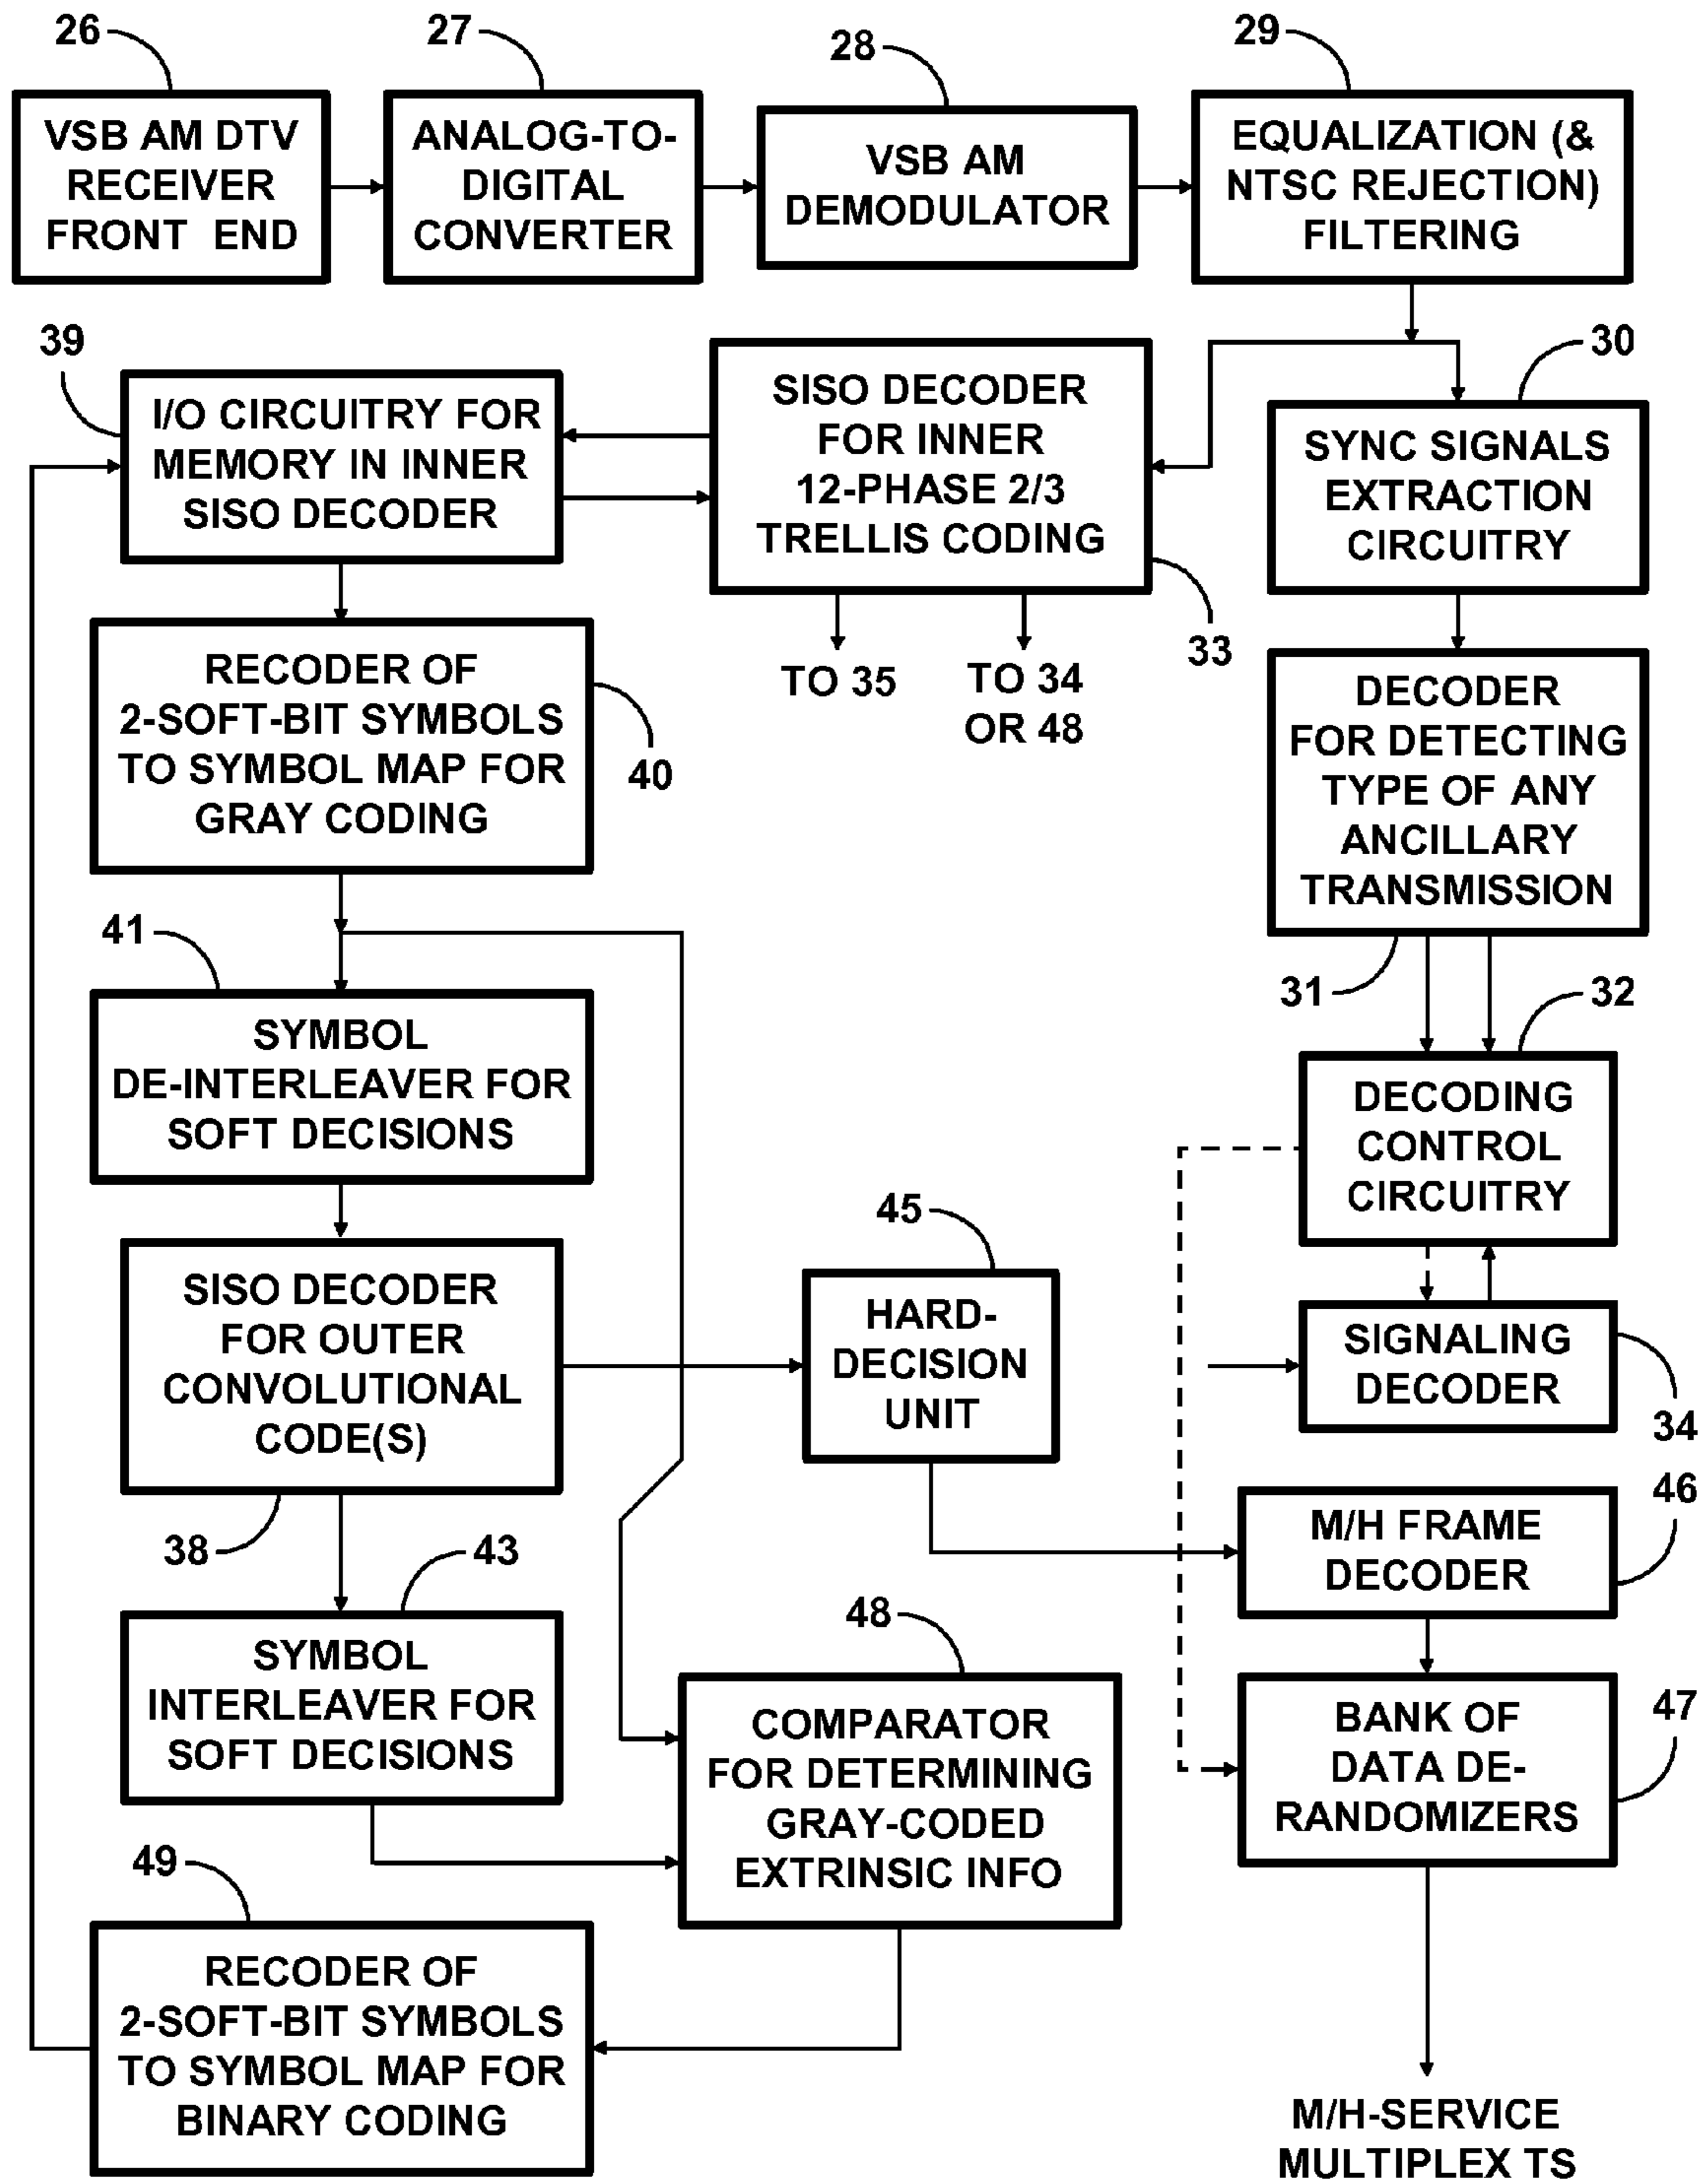 26
27
28
29
VSB AM DTV
RECEIVER
FRONT END
ANALOG-TO-
DIGITAL
CONVERTER
VSB AM
DEMODULATOR
EQUALIZATION (&
NTSC REJECTION)
FILTERING
39
I/O CIRCUITRY FOR
MEMORY IN INNER
SISO DECODER
SISO DECODER
FOR INNER
12-PHASE 2/3
TRELLIS CODING
33
TO 35
TO 34
OR 48
30
SYNC SIGNALS
EXTRACTION
CIRCUITRY
RECODER OF
2-SOFT-BIT SYMBOLS
TO SYMBOL MAP FOR
GRAY CODING
40
DECODER
FOR DETECTING
TYPE OF ANY
ANCILLARY
TRANSMISSION
31
32
41
SYMBOL
DE-INTERLEAVER FOR
SOFT DECISIONS
DECODING
CONTROL
CIRCUITRY
SISO DECODER
FOR OUTER
CONVOLUTIONAL
CODE(S)
38
45
HARD-
DECISION
UNIT
SIGNALING
DECODER
34
46
M/H FRAME
DECODER
43
SYMBOL
INTERLEAVER FOR
SOFT DECISIONS
48
COMPARATOR
FOR DETERMINING
GRAY-CODED
EXTRINSIC INFO
47
BANK OF
DATA DE-
RANDOMIZERS
49
RECODER OF
2-SOFT-BIT SYMBOLS
TO SYMBOL MAP FOR
BINARY CODING
M/H-SERVICE
MULTIPLEX TS